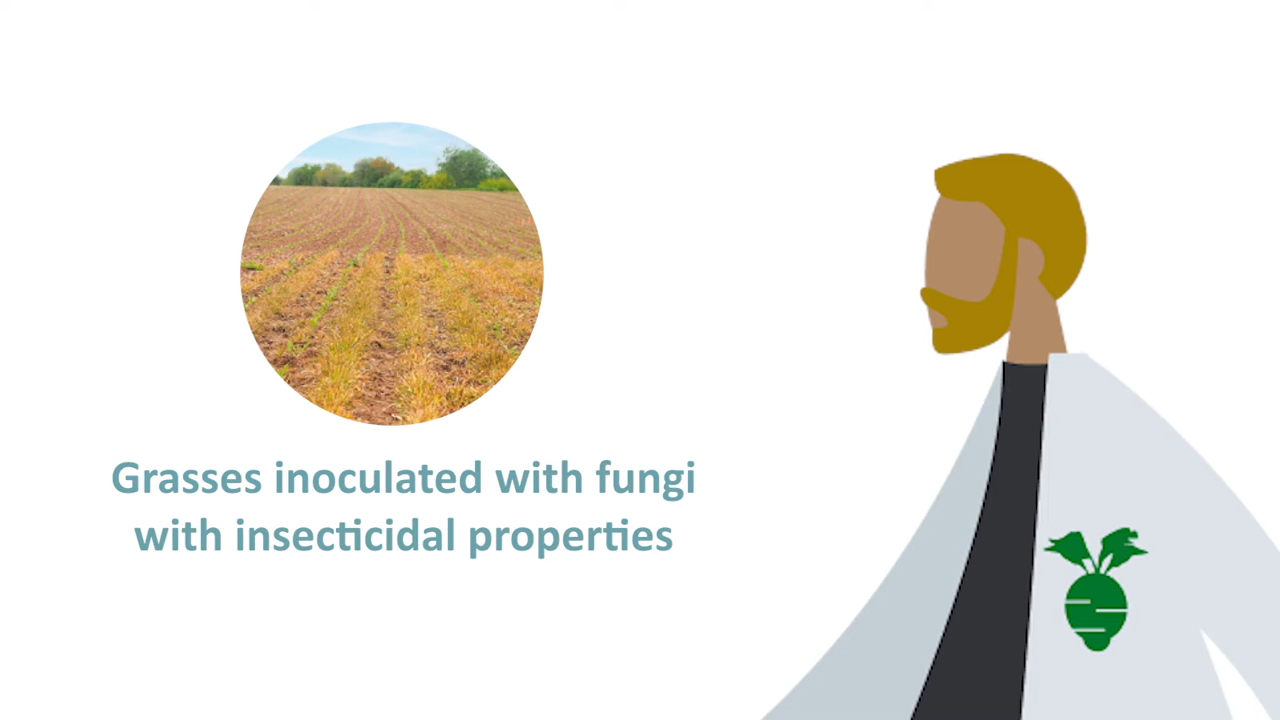 Grasses inoculated with fungi
with insecticidal properties